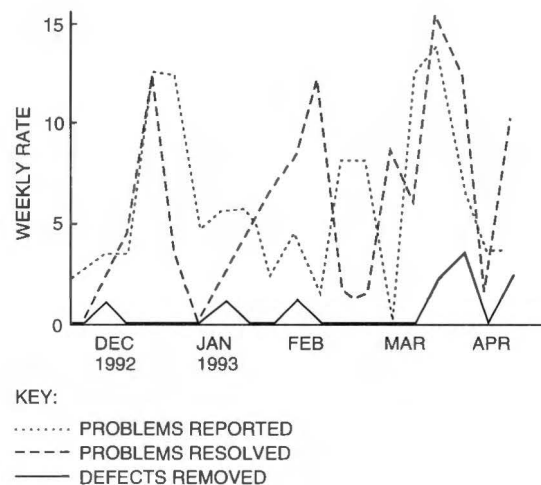 15
10
5
0
WEEKLY RATE
DEC JAN FEB MAR APR
1992 1993
KEY:
PROBLEMS REPORTED
PROBLEMS RESOLVED
DEFECTS REMOVED